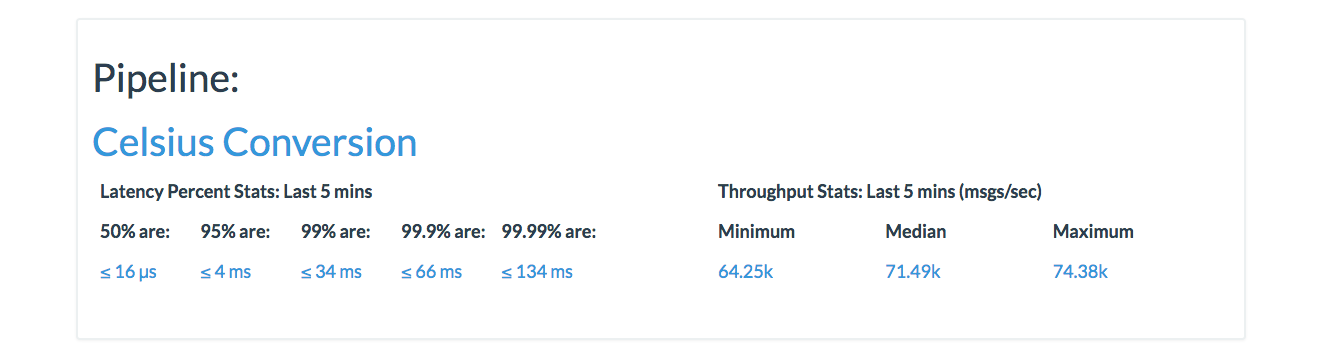 Pipeline:
Celsius Conversion
Latency Percent Stats: Last 5 mins
50% are: 95% are: 99% are: 99.9% are: 99.99% are:
≤ 16 μs ≤ 4 ms ≤ 34 ms ≤ 66 ms ≤ 134 ms
Throughput Stats: Last 5 mins (msgs/sec)
Minimum Median Maximum
64.25k 71.49k 74.38k